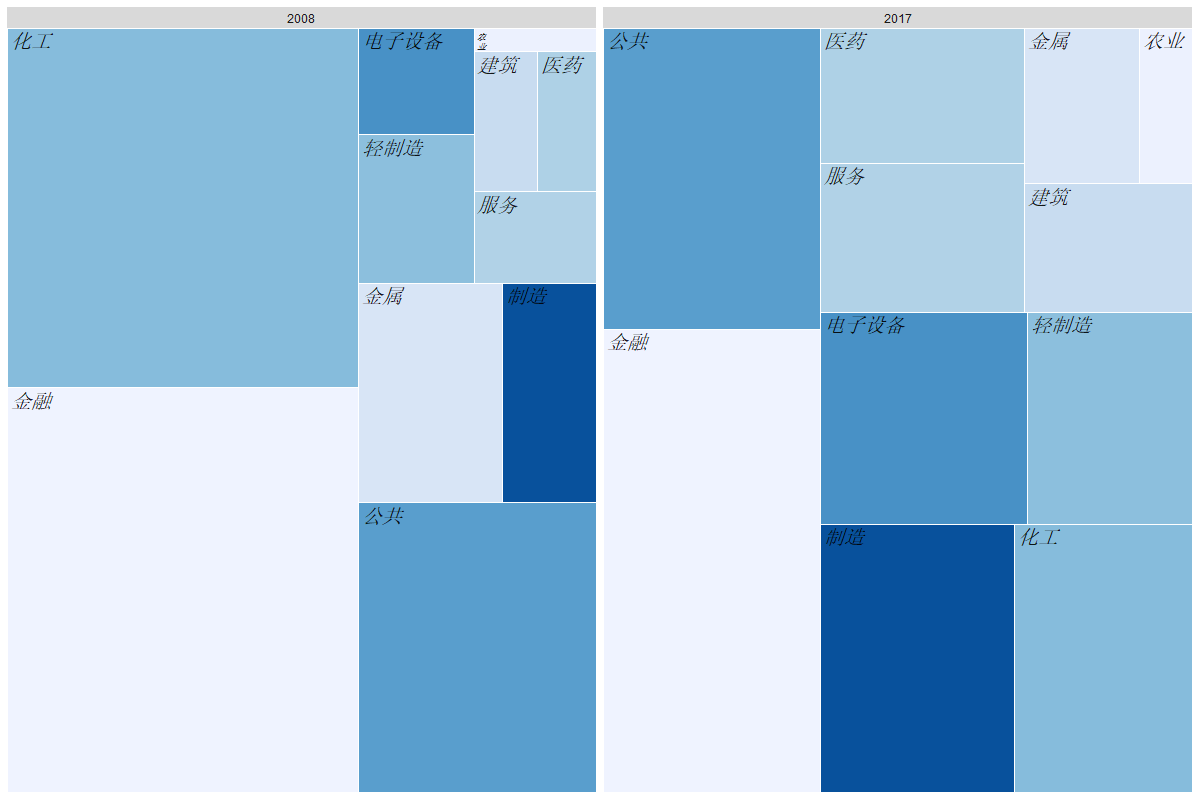 2008
化工
电子设备
农
业
建筑
医药
轻制造
服务
金属
制造
金融
公共
2017
公共
医药
金属
农业
服务
建筑
金融
电子设备
轻制造
制造
化工